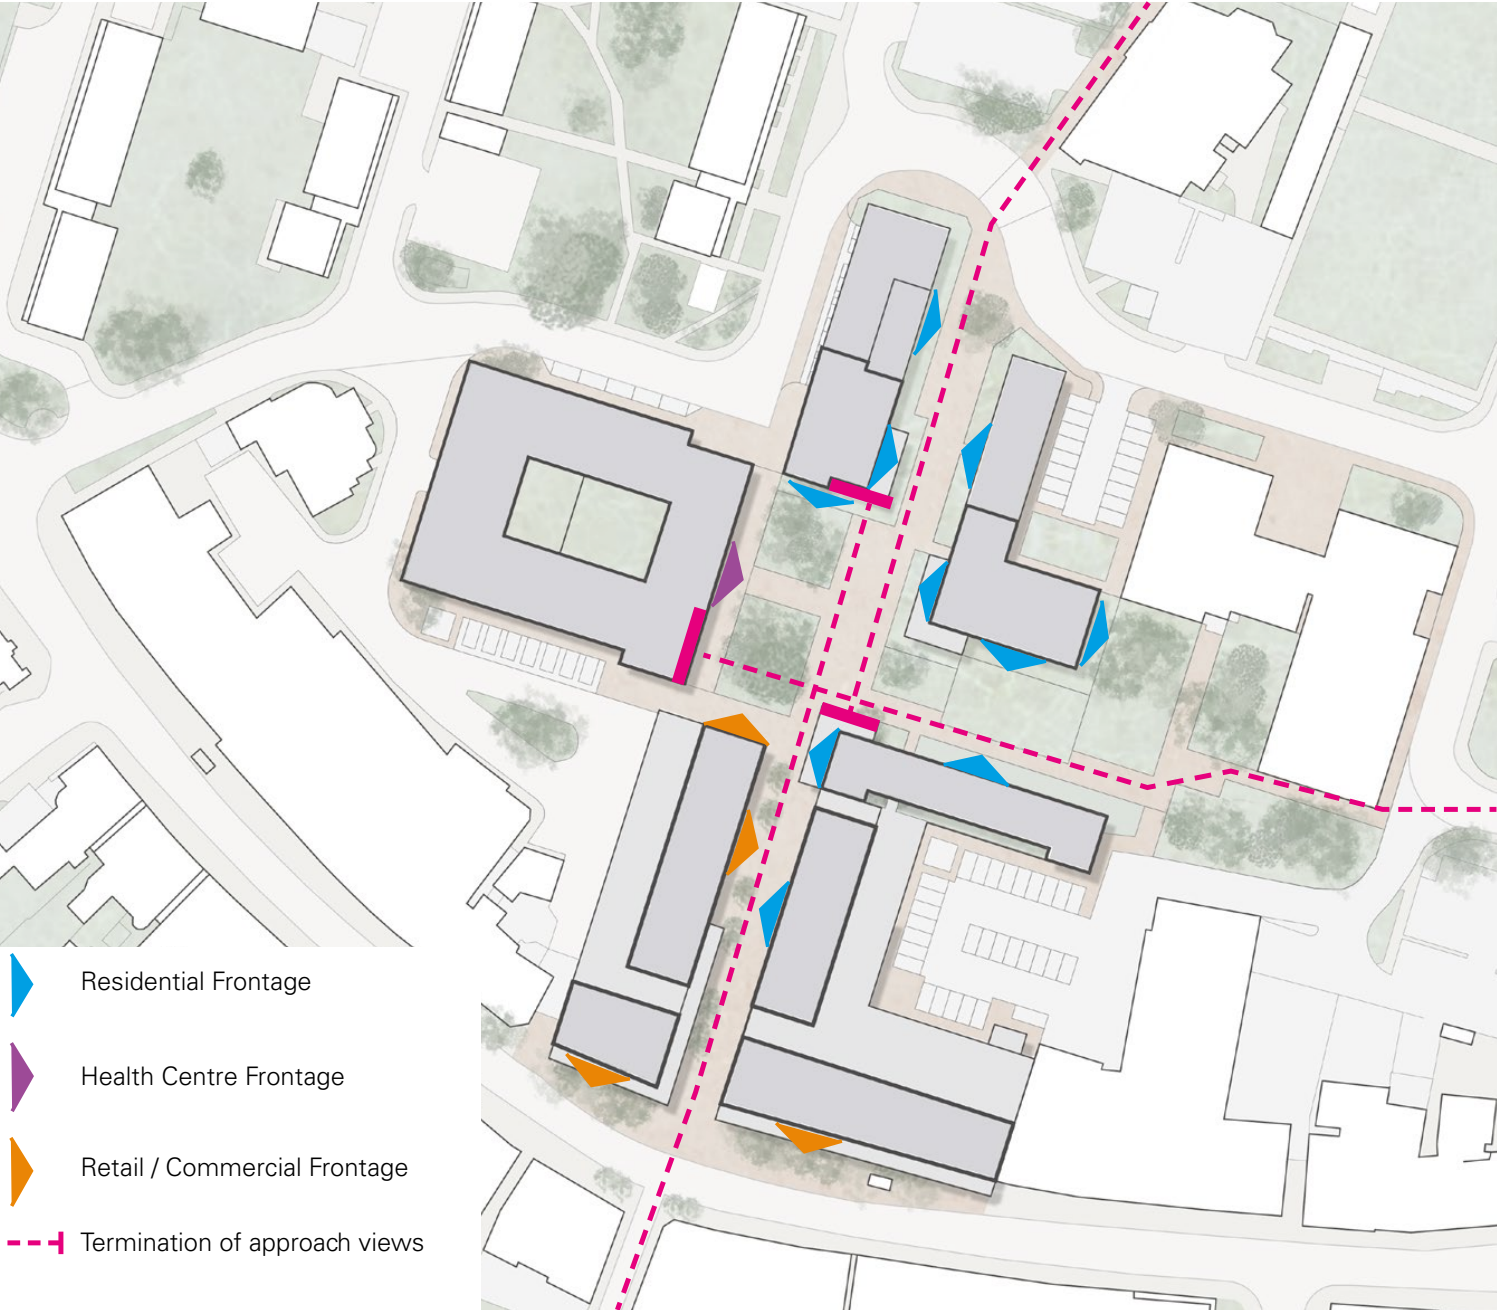 Residential Frontage
Health Centre Frontage
Retail / Commercial Frontage
Termination of approach views